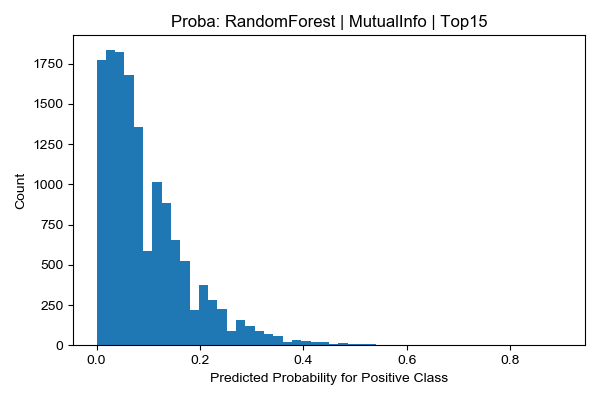 Proba: RandomForest | MutualInfo | Top15
1750
1500
1250
1000
750
500
250
0
Count
0.0 0.2 0.4 0.6 0.8
Predicted Probability for Positive Class